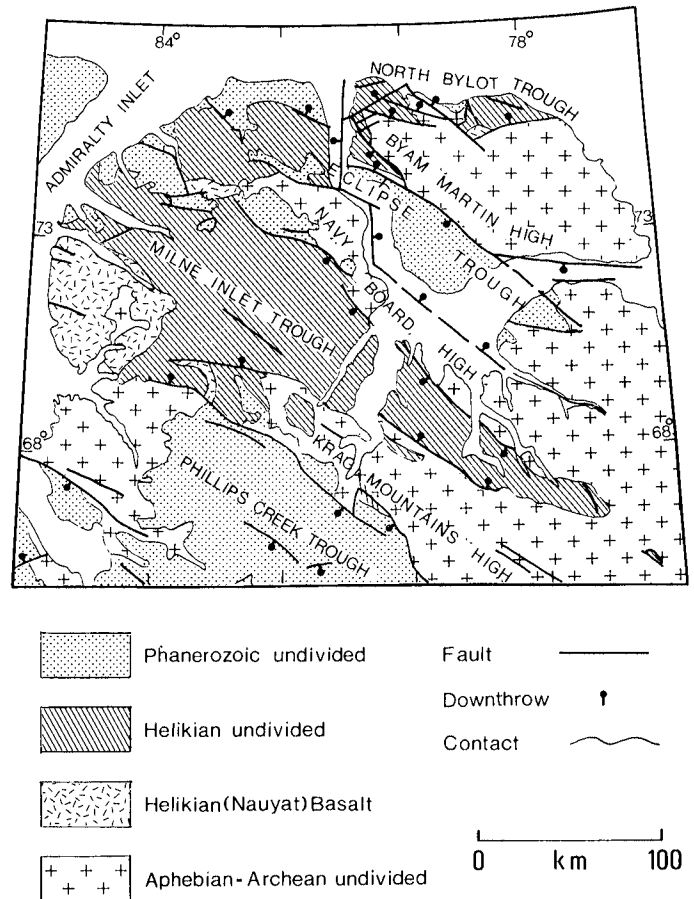 84°
78°
NORTH BYLOT TROUGH
ADMIRALTY INLET
BYAM MARTIN HIGH
ECLIPSE TROUGH
73
73
NAVY BOARD HIGH
MILNE INLET TROUGH
68°
68°
KRAG MOUNTAINS HIGH
PHILLIPS CREEK TROUGH
Phanerozoic undivided
Fault
Downthrow
Helikian undivided
Contact
Helikian(Nauyat)Basalt
0 km 100
Aphebian-Archean undivided